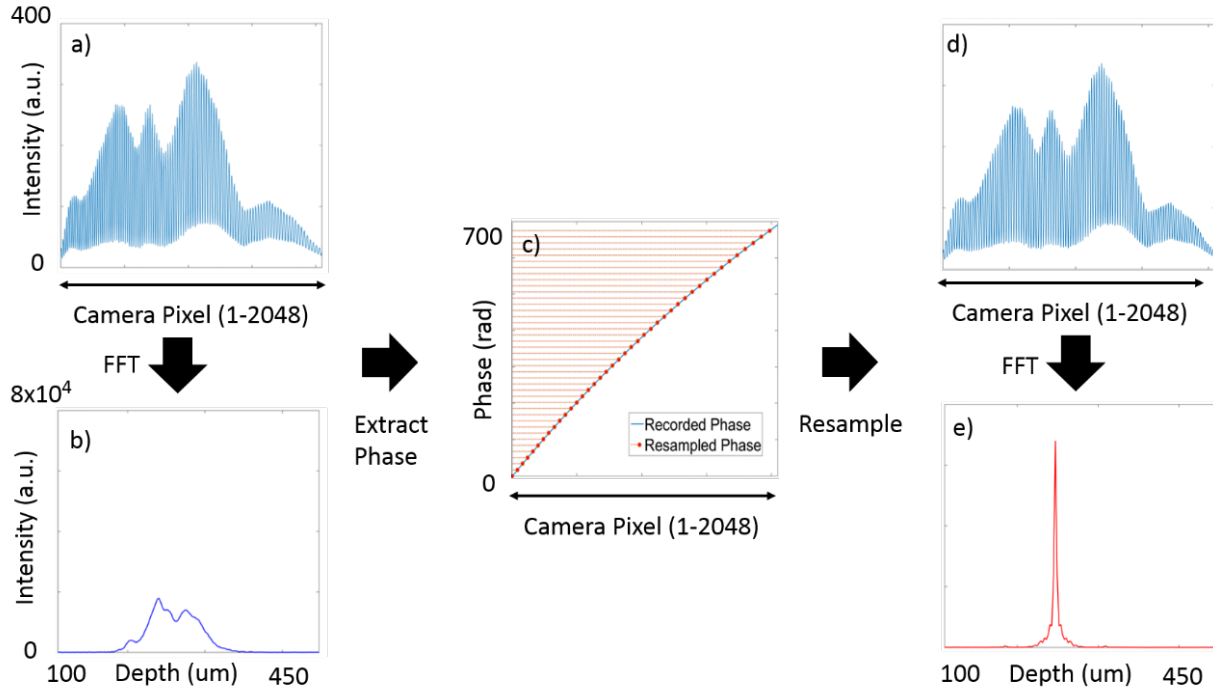 400
a)
Intensity (a.u.)
0
Camera Pixel (1-2048)
FFT
8x10⁴
b)
Intensity (a.u.)
0
100
Depth (um)
450
Extract
Phase
700
c)
Phase (rad)
Recorded Phase
Resampled Phase
0
Camera Pixel (1-2048)
Resample
d)
Camera Pixel (1-2048)
FFT
e)
100
Depth (um)
450